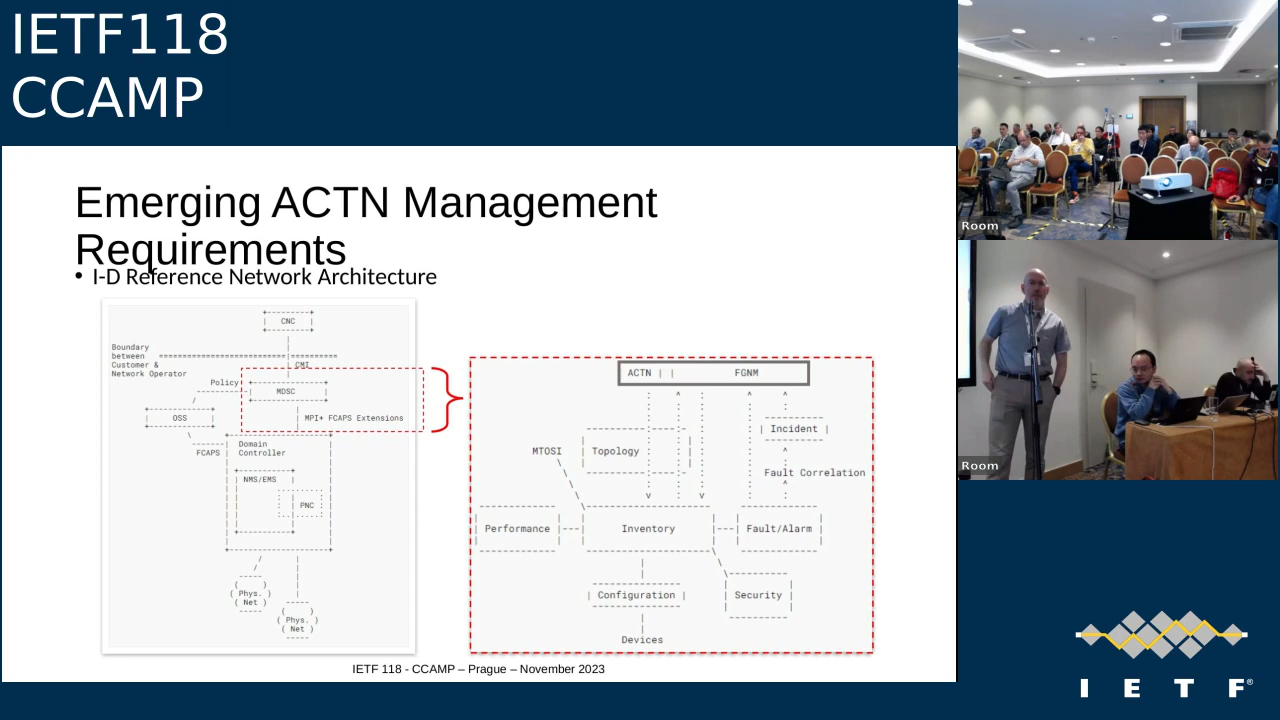 IETF118
CCAMP
Emerging ACTN Management
Requirements
• I-D Reference Network Architecture
CNC
Boundary
between
Customer & CMI
Network Operator
Policy
MDSC
OSS
MPI+ FCAPS Extensions
Domain
FCAPS Controller
NMS/EMS
PNC
Phys.
Net
Phys.
Net
ACTN | | FGNM
Incident
MTOSI Topology
Fault Correlation
Performance Inventory Fault/Alarm
Configuration Security
Devices
IETF 118 - CCAMP – Prague – November 2023
Room
Room
I E T F®